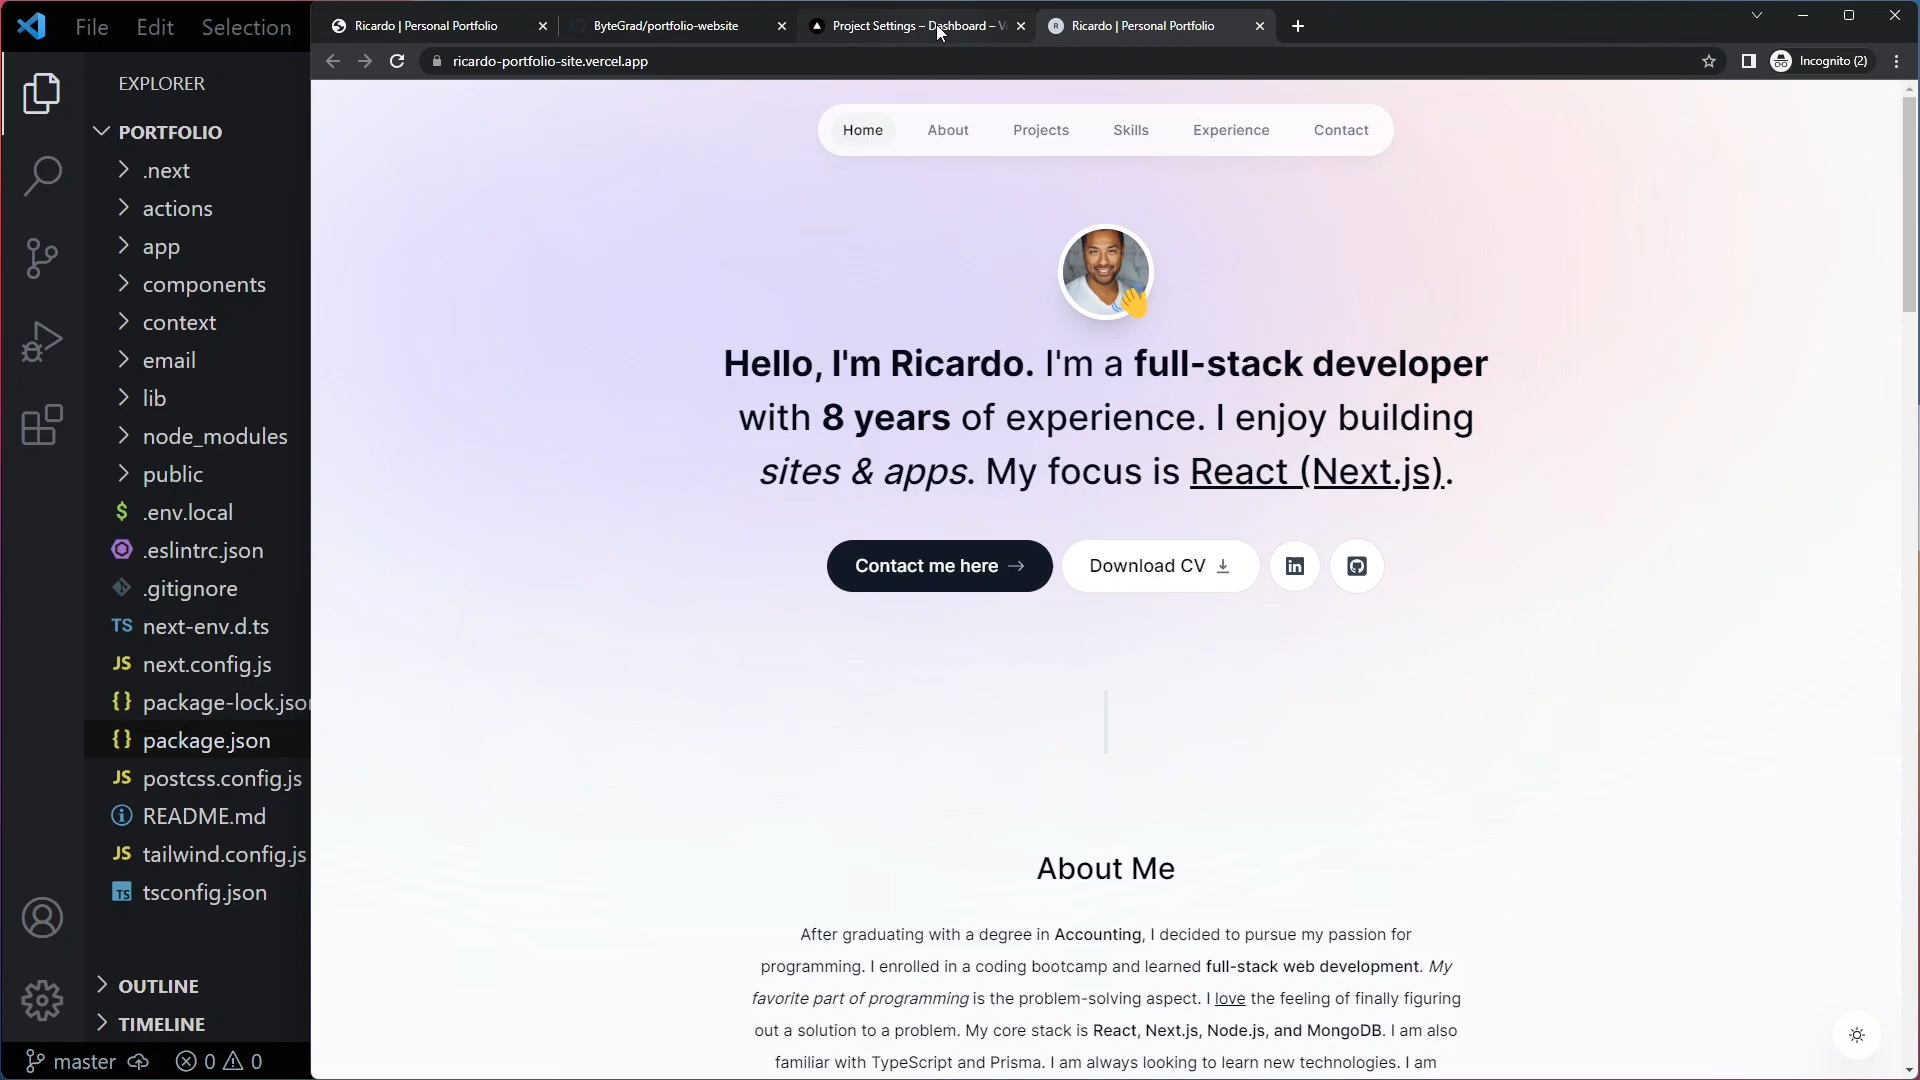 File Edit Selection
EXPLORER
PORTFOLIO
.next
actions
app
components
context
email
lib
node_modules
public
.env.local
.eslintrc.json
.gitignore
next-env.d.ts
next.config.js
package-lock.json
package.json
postcss.config.js
README.md
tailwind.config.js
tsconfig.json
OUTLINE
TIMELINE
master 0 0
Ricardo | Personal Portfolio
ByteGrad/portfolio-website
Project Settings – Dashboard – V
Ricardo | Personal Portfolio
ricardo-portfolio-site.vercel.app
Incognito (2)
Home About Projects Skills Experience Contact
Hello, I'm Ricardo. I'm a full-stack developer
with 8 years of experience. I enjoy building
sites & apps. My focus is React (Next.js).
Contact me here
Download CV
About Me
After graduating with a degree in Accounting, I decided to pursue my passion for
programming. I enrolled in a coding bootcamp and learned full-stack web development. My
favorite part of programming is the problem-solving aspect. I love the feeling of finally figuring
out a solution to a problem. My core stack is React, Next.js, Node.js, and MongoDB. I am also
familiar with TypeScript and Prisma. I am always looking to learn new technologies. I am